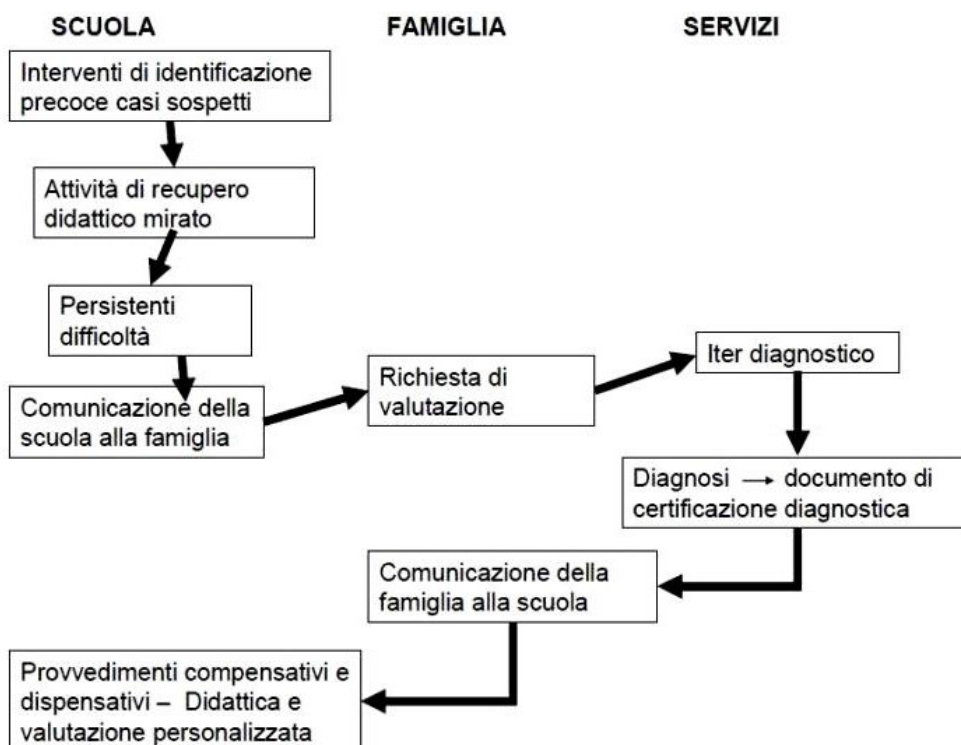 SCUOLA
FAMIGLIA
SERVIZI
Interventi di identificazione
precoce casi sospetti
Attività di recupero
didattico mirato
Persistenti
difficoltà
Comunicazione della
scuola alla famiglia
Richiesta di
valutazione
Iter diagnostico
Diagnosi → documento di
certificazione diagnostica
Comunicazione della
famiglia alla scuola
Provvedimenti compensativi e
dispensativi – Didattica e
valutazione personalizzata